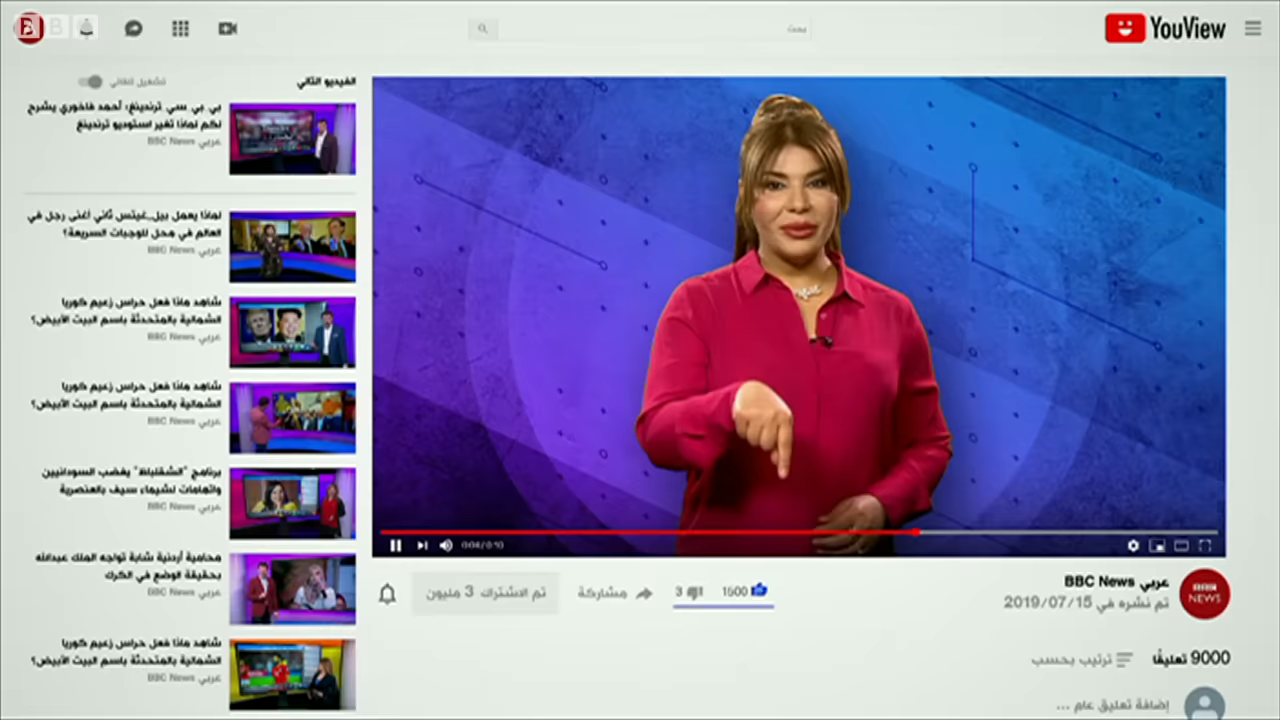 YouView
بحث
B
الفيديو التالي
تشغيل تلقائي
بي. بي. سي ترندينغ: أحمد فاخوري يشرح
لكم لماذا تغير استوديو ترندينغ
عربي BBC News
لماذا يعمل بيل غيتس ثاني أغنى رجل في
العالم في محل للوجبات السريعة؟
عربي BBC News
شاهد ماذا فعل حراس زعيم كوريا
الشمالية بالمتحدثة باسم البيت الأبيض؟
عربي BBC News
شاهد ماذا فعل حراس زعيم كوريا
الشمالية بالمتحدثة باسم البيت الأبيض؟
عربي BBC News
برنامج "الشقلباظ" يغضب السودانيين
واتهامات لشيماء سيف بالعنصرية
عربي BBC News
محامية أردنية شابة تواجه الملك عبدالله
بحقيقة الوضع في الكرك
عربي BBC News
شاهد ماذا فعل حراس زعيم كوريا
الشمالية بالمتحدثة باسم البيت الأبيض؟
عربي BBC News
BBC
NEWS
عربي BBC News
تم نشره في 2019/07/15
1500
3
مشاركة
تم الاشتراك 3 مليون
9000 تعليقًا
ترتيب بحسب
إضافة تعليق عام ...